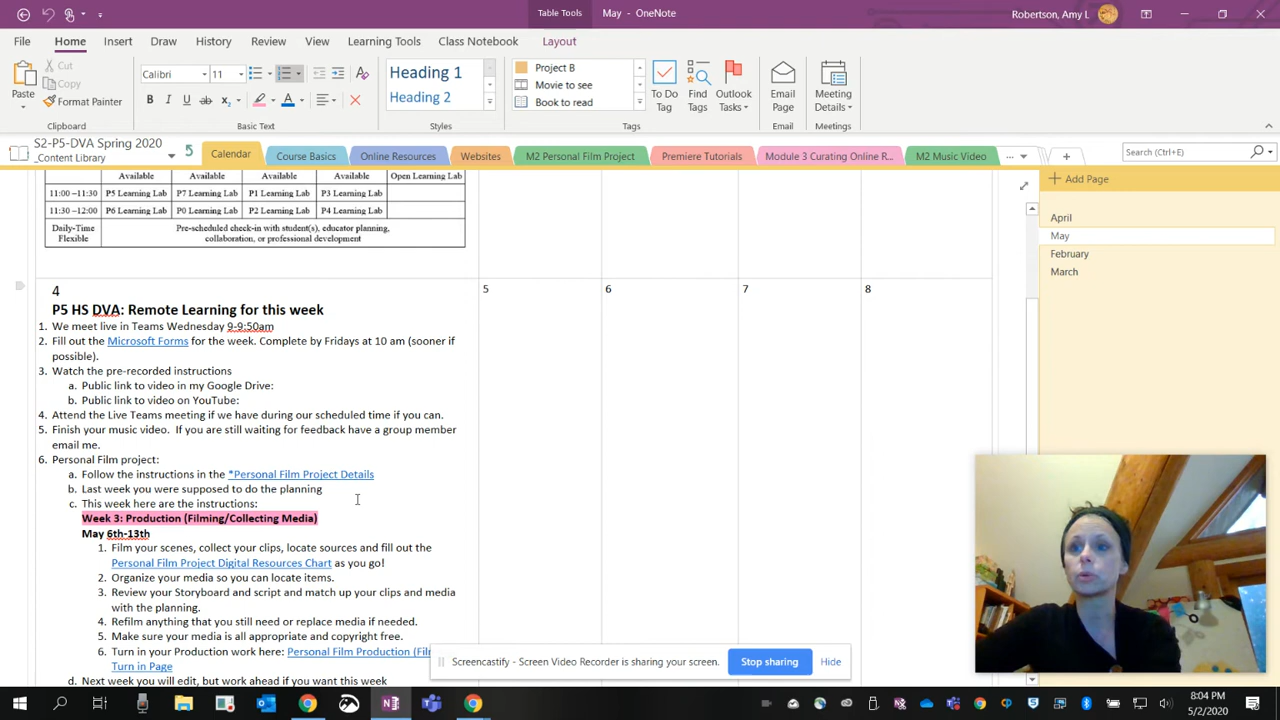 Table Tools
May - OneNote
Robertson, Amy L
File Home Insert Draw History Review View Learning Tools Class Notebook Layout
Paste
Cut
Copy
Format Painter
Clipboard
Calibri 11
B I U ab x₂ A
Basic Text
Heading 1
Heading 2
Styles
Project B
Movie to see
Book to read
To Do Tag
Find Tags
Outlook Tasks
Tags
Email Page
Email
Meeting Details
Meetings
S2-P5-DVA Spring 2020
_Content Library
Calendar Course Basics Online Resources Websites M2 Personal Film Project Premiere Tutorials Module 3 Curating Online R... M2 Music Video ...
Search (Ctrl+E)
Add Page
April
May
February
March
Available Available Available Available Open Learning Lab
11:00 –11:30 P5 Learning Lab P7 Learning Lab P1 Learning Lab P3 Learning Lab
11:30 –12:00 P6 Learning Lab P0 Learning Lab P2 Learning Lab P4 Learning Lab
Daily-Time Flexible
Pre-scheduled check-in with student(s), educator planning,
collaboration, or professional development
4 5 6 7 8
P5 HS DVA: Remote Learning for this week
1. We meet live in Teams Wednesday 9-9:50am
2. Fill out the Microsoft Forms for the week. Complete by Fridays at 10 am (sooner if
possible).
3. Watch the pre-recorded instructions
a. Public link to video in my Google Drive:
b. Public link to video on YouTube:
4. Attend the Live Teams meeting if we have during our scheduled time if you can.
5. Finish your music video. If you are still waiting for feedback have a group member
email me.
6. Personal Film project:
a. Follow the instructions in the *Personal Film Project Details
b. Last week you were supposed to do the planning
c. This week here are the instructions:
Week 3: Production (Filming/Collecting Media)
May 6th-13th
1. Film your scenes, collect your clips, locate sources and fill out the
Personal Film Project Digital Resources Chart as you go!
2. Organize your media so you can locate items.
3. Review your Storyboard and script and match up your clips and media
with the planning.
4. Refilm anything that you still need or replace media if needed.
5. Make sure your media is all appropriate and copyright free.
6. Turn in your Production work here: Personal Film Production (Fil
Turn in Page
d. Next week you will edit, but work ahead if you want this week
Screencastify - Screen Video Recorder is sharing your screen.
Stop sharing
Hide
8:04 PM
5/2/2020